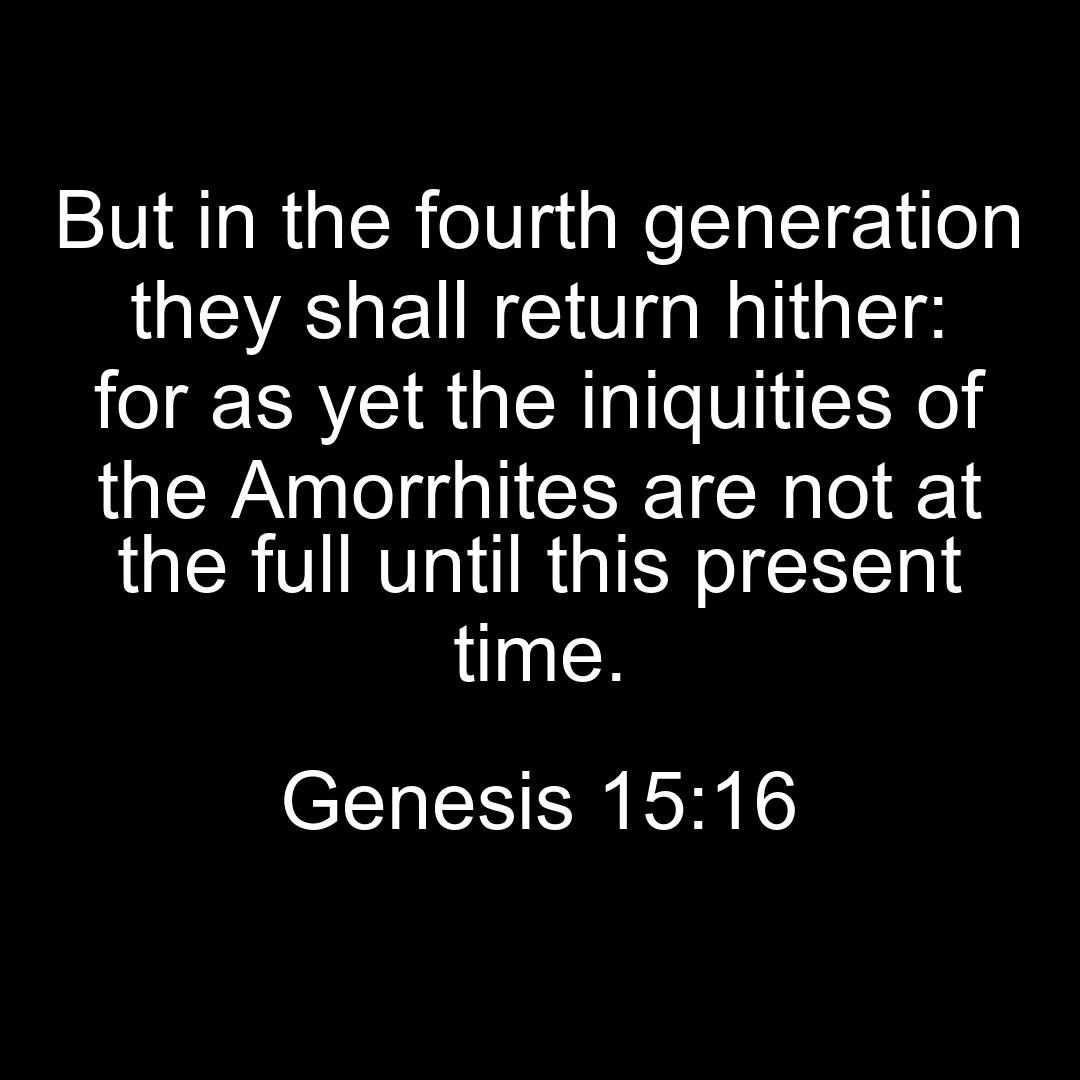 But in the fourth generation
they shall return hither:
for as yet the iniquities of
the Amorrhites are not at
the full until this present
time.
Genesis 15:16